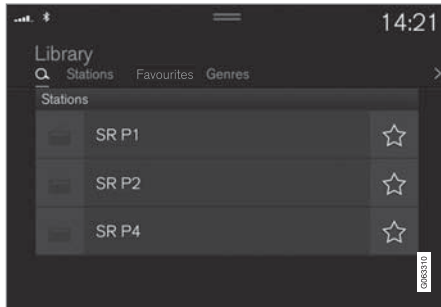 14:21
Library
Stations Favourites Genres
Stations
SR P1
SR P2
SR P4
G063310